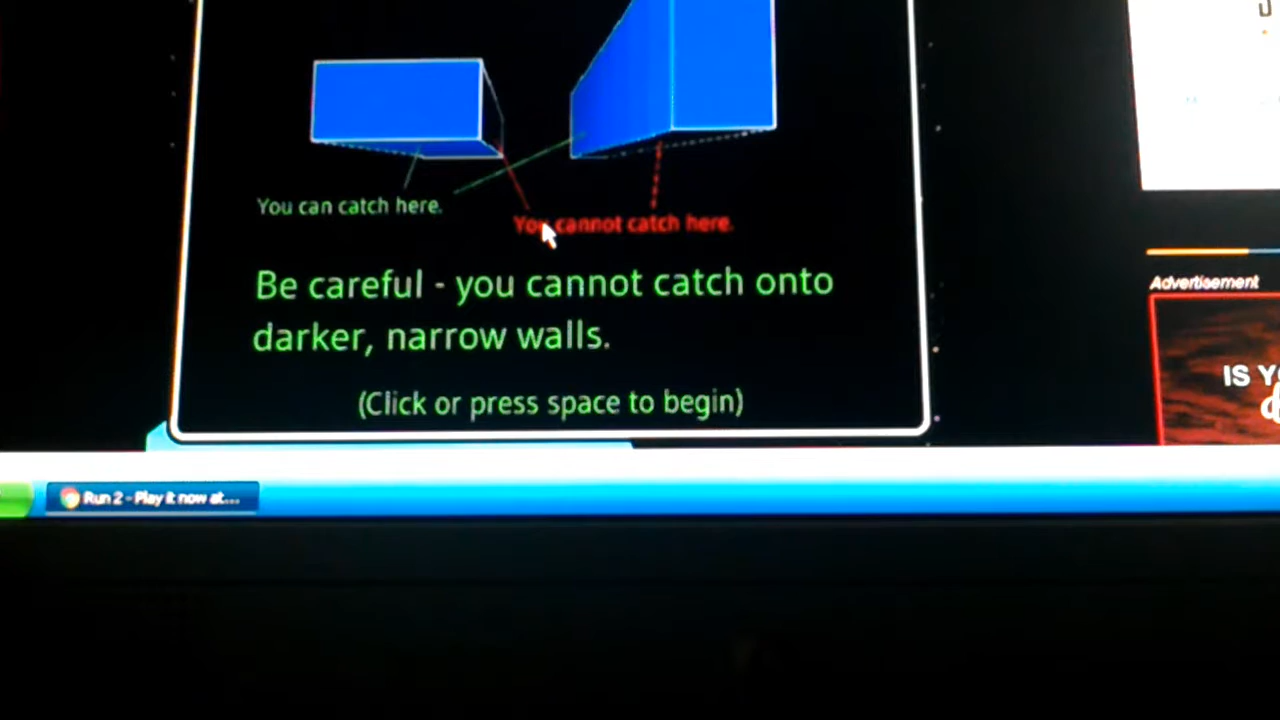 You can catch here.
You cannot catch here.
Be careful - you cannot catch onto
darker, narrow walls.
(Click or press space to begin)
Advertisement
IS
Run 2 - Play it now at...